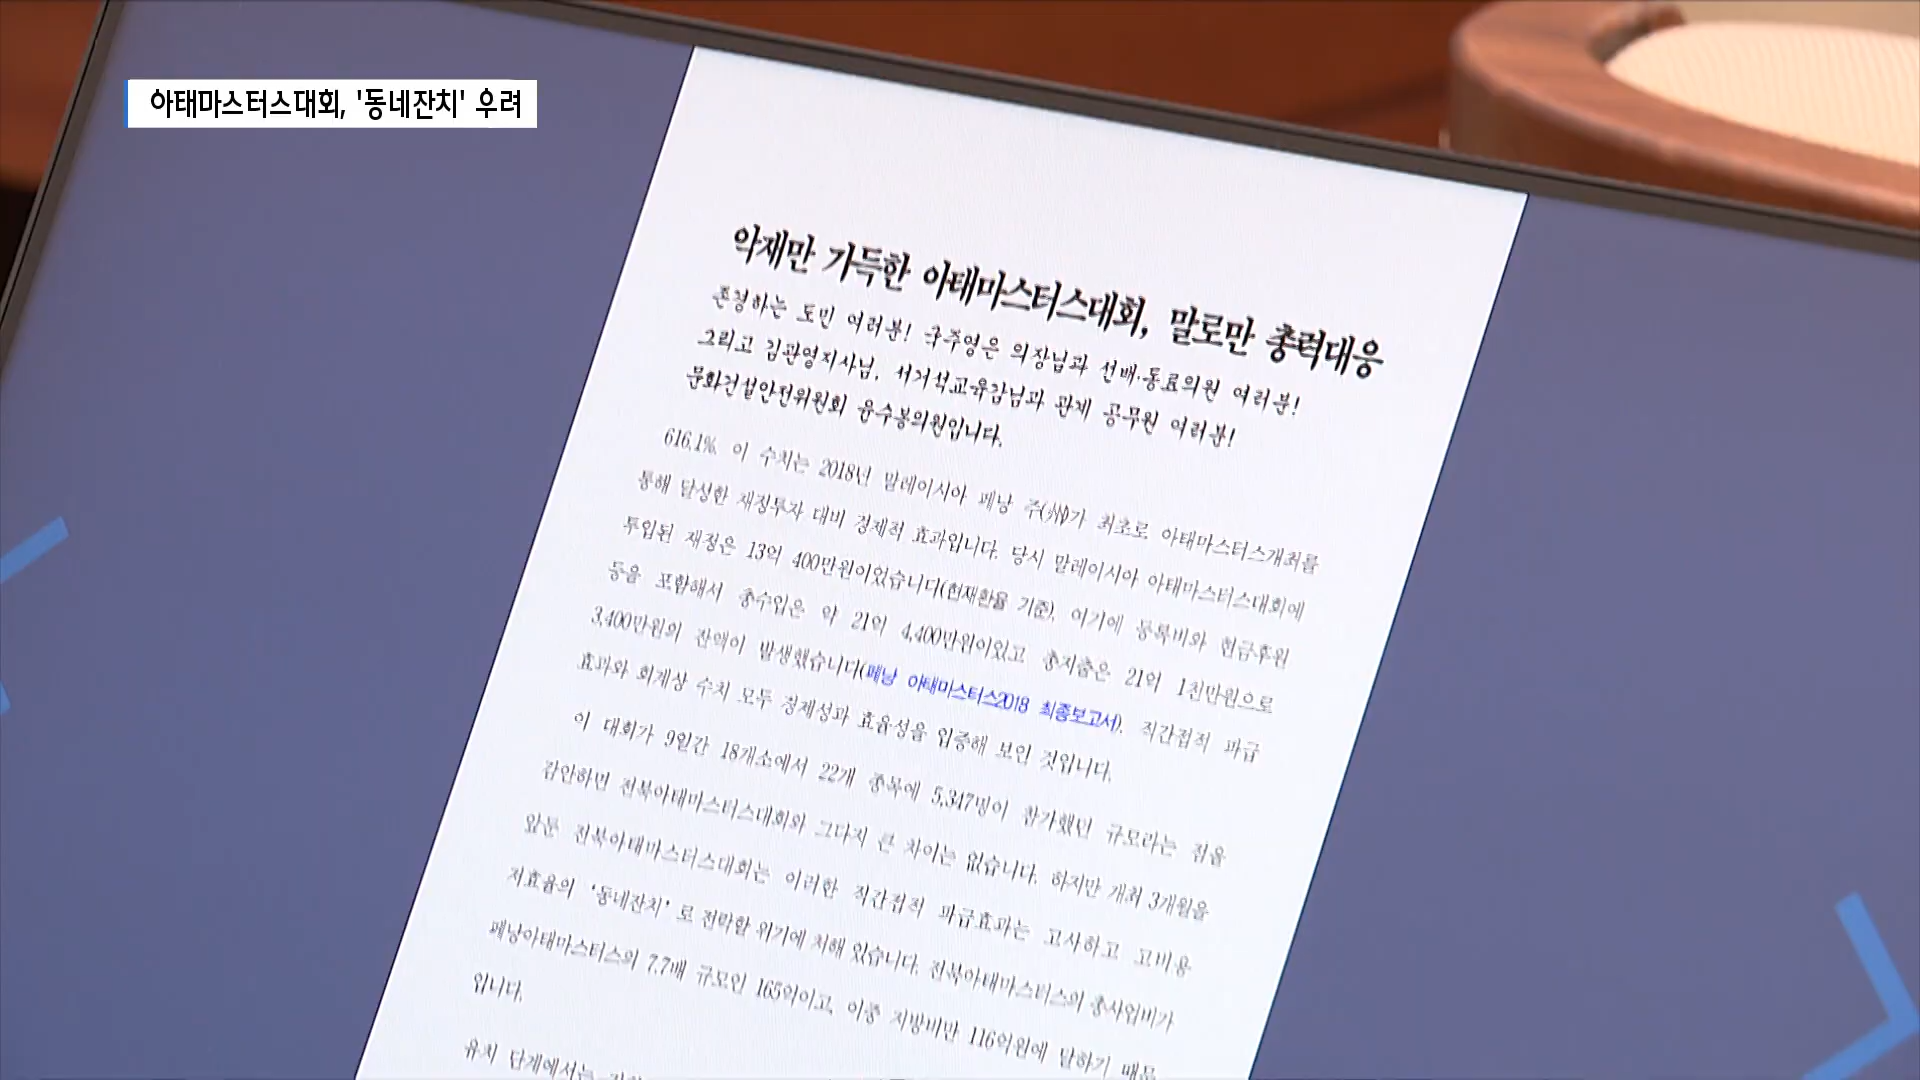 아태마스터스대회, '동네잔치' 우려
악재만 가득한 아태마스터스대회, 말로만 총력대응
존경하는 도민 여러분! 국주영은 의장님과 선배·동료의원 여러분!
그리고 김관영지사님, 서거석교육감님과 관계 공무원 여러분!
문화건설안전위원회 윤수봉의원입니다.
616.1%. 이 수치는 2018년 말레이시아 페낭 주(州)가 최초로 아태마스터스개최를
통해 달성한 재정투자 대비 경제적 효과입니다. 당시 말레이시아 아태마스터스대회에
투입된 재정은 13억 400만원이었습니다(현재환율 기준). 여기에 등록비와 현금후원
등을 포함해서 총수입은 약 21억 4,400만원이었고 총지출은 21억 1천만원으로
3,400만원의 잔액이 발생했습니다(페낭 아태마스터스2018 최종보고서). 직간접적 파급
효과와 회계상 수치 모두 경제성과 효율성을 입증해 보인 것입니다.
이 대회가 9일간 18개소에서 22개 종목에 5,347명이 참가했던 규모라는 점을
감안하면 전북아태마스터스대회와 그다지 큰 차이는 없습니다. 하지만 개최 3개월을
앞둔 전북아태마스터스대회는 이러한 직간접적 파급효과는 고사하고 고비용
저효율의 '동네잔치'로 전락할 위기에 처해 있습니다. 전북아태마스터스의 총사업비가
페낭아태마스터스의 7.7배 규모인 165억이고, 이중 지방비만 116억원에 달하기 때문
입니다.
유치 단계에서는